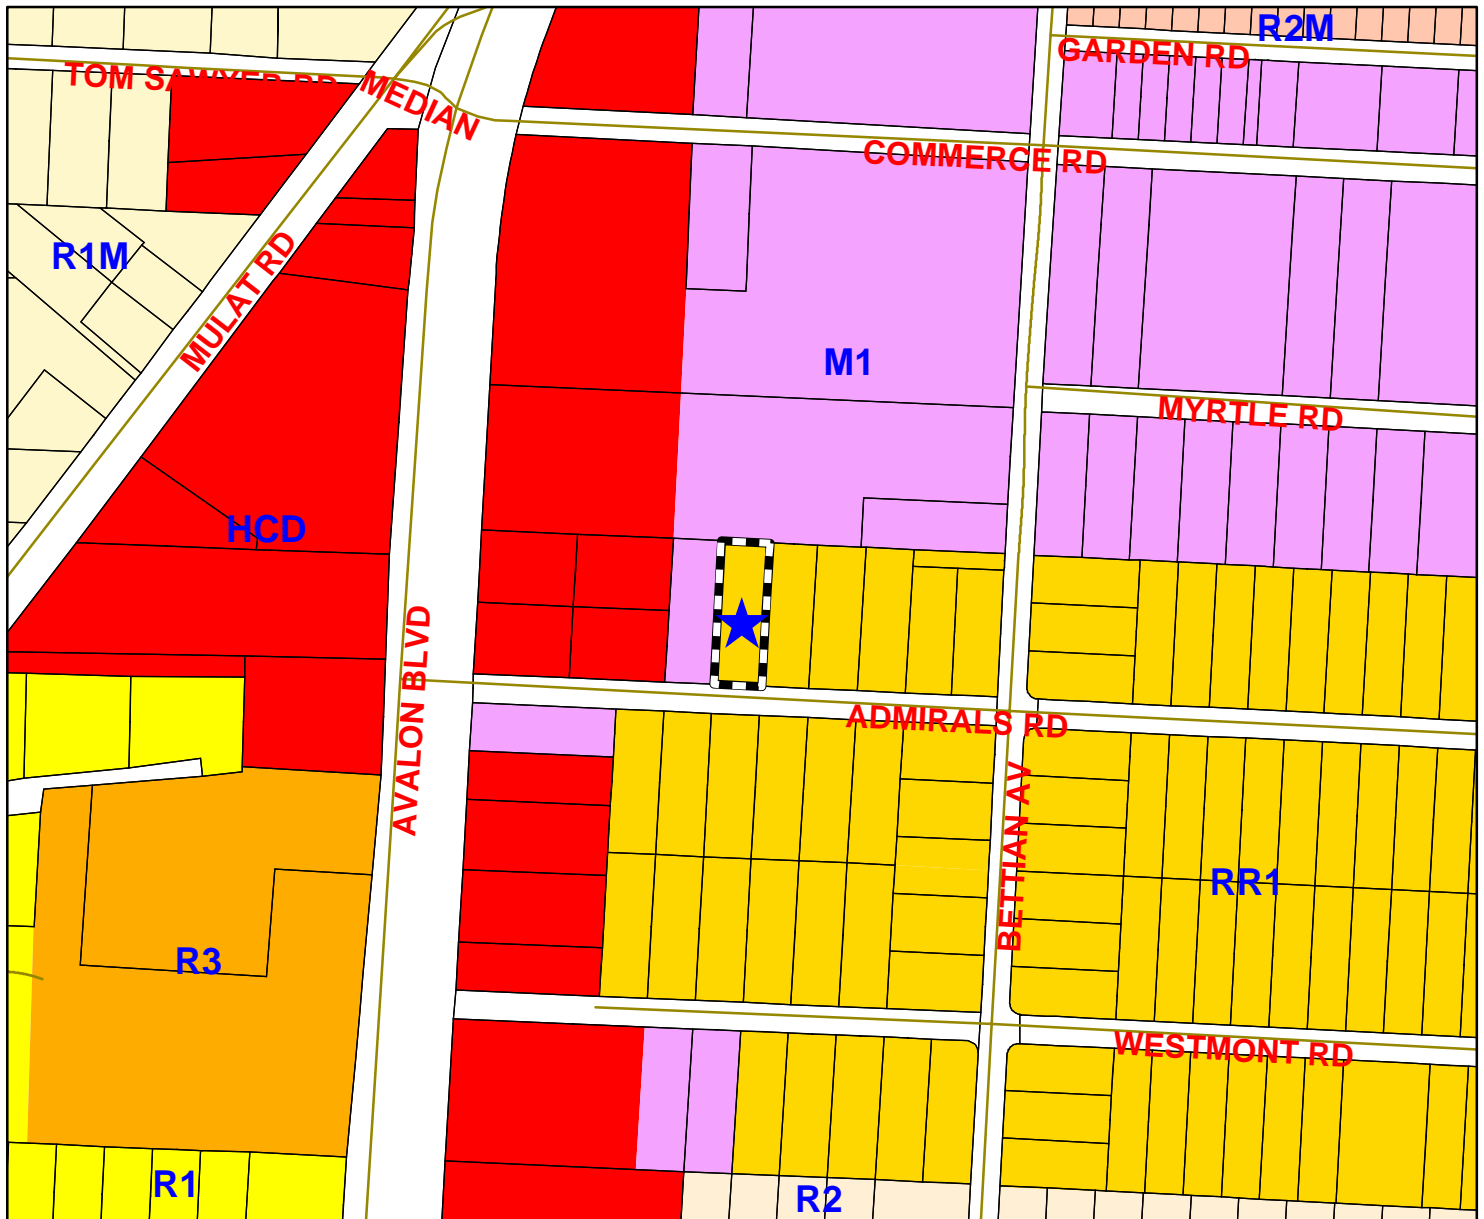 R2M
GARDEN RD
TOM SAWYER RD
MEDIAN
COMMERCE RD
R1M
MULAT RD
M1
MYRTLE RD
HCD
AVALON BLVD
ADMIRALS RD
BETTIAN AV
RR1
R3
WESTMONT RD
R1
R2